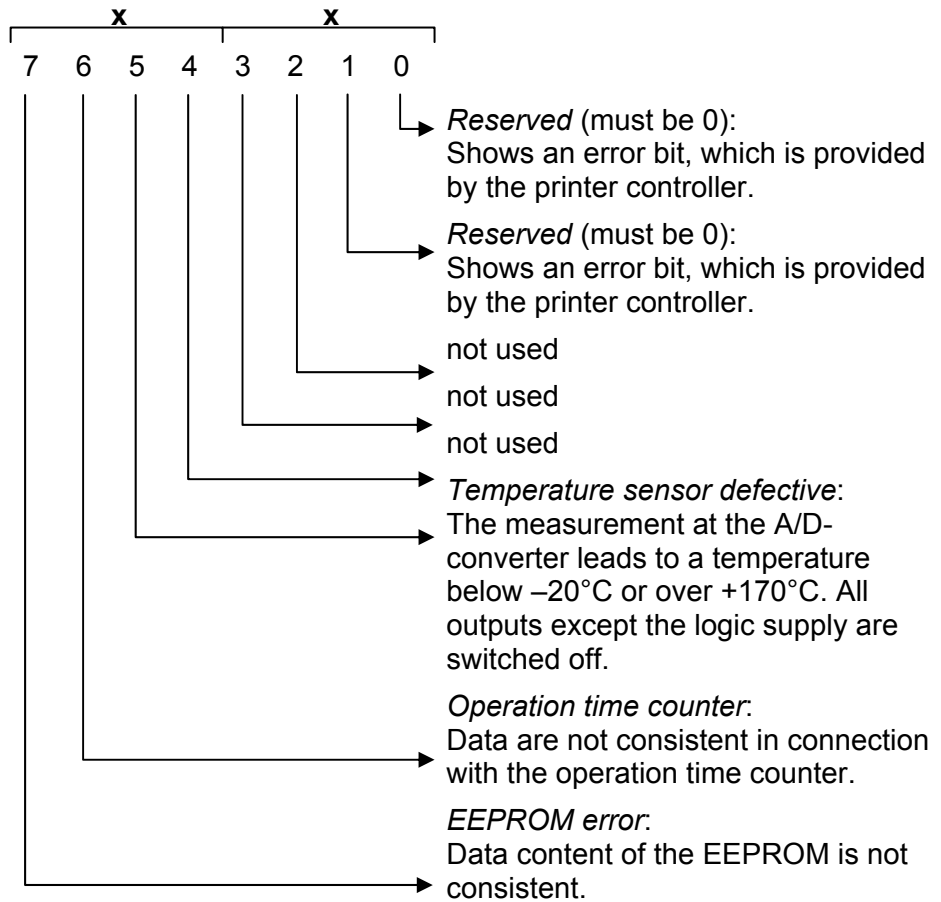 x x
7 6 5 4 3 2 1 0
Reserved (must be 0):
Shows an error bit, which is provided
by the printer controller.
Reserved (must be 0):
Shows an error bit, which is provided
by the printer controller.
not used
not used
not used
Temperature sensor defective:
The measurement at the A/D-
converter leads to a temperature
below –20°C or over +170°C. All
outputs except the logic supply are
switched off.
Operation time counter:
Data are not consistent in connection
with the operation time counter.
EEPROM error:
Data content of the EEPROM is not
consistent.